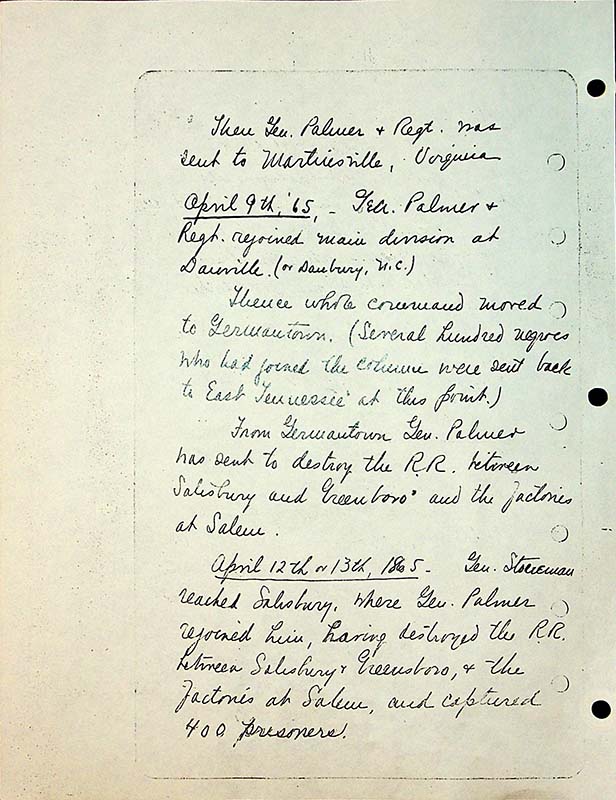 Then Gen. Palmer & Regt. was
sent to Martinsville, Virginia
April 9th, '65, - Gen. Palmer &
Regt. rejoined main division at
Danville. (or Danbury, N.C.)
Thence whole command moved
to Germantown. (Several hundred negroes
who had joined the column were sent back
to East Tennessee at this point.)
From Germantown Gen. Palmer
was sent to destroy the R.R. between
Salisbury and Greenboro' and the factories
at Salem.
April 12th or 13th, 1865 - Gen. Stoneman
reached Salisbury, where Gen. Palmer
rejoined him, having destroyed the R.R.
between Salisbury & Greensboro, & the
factories at Salem, and captured
400 prisoners.